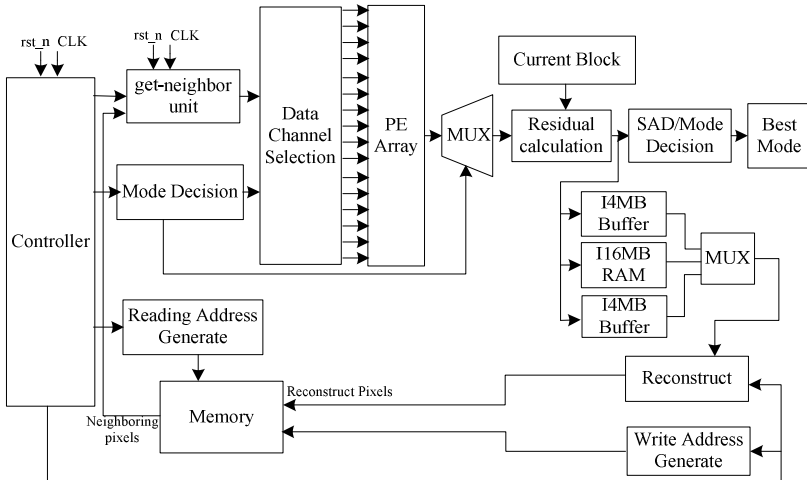 rst_n CLK
rst_n CLK
Controller
get-neighbor
unit
Mode Decision
Reading Address
Generate
Memory
Neighboring
pixels
Reconstruct Pixels
Data
Channel
Selection
PE
Array
MUX
Current Block
Residual
calculation
SAD/Mode
Decision
Best
Mode
I4MB
Buffer
I16MB
RAM
I4MB
Buffer
MUX
Reconstruct
Write Address
Generate